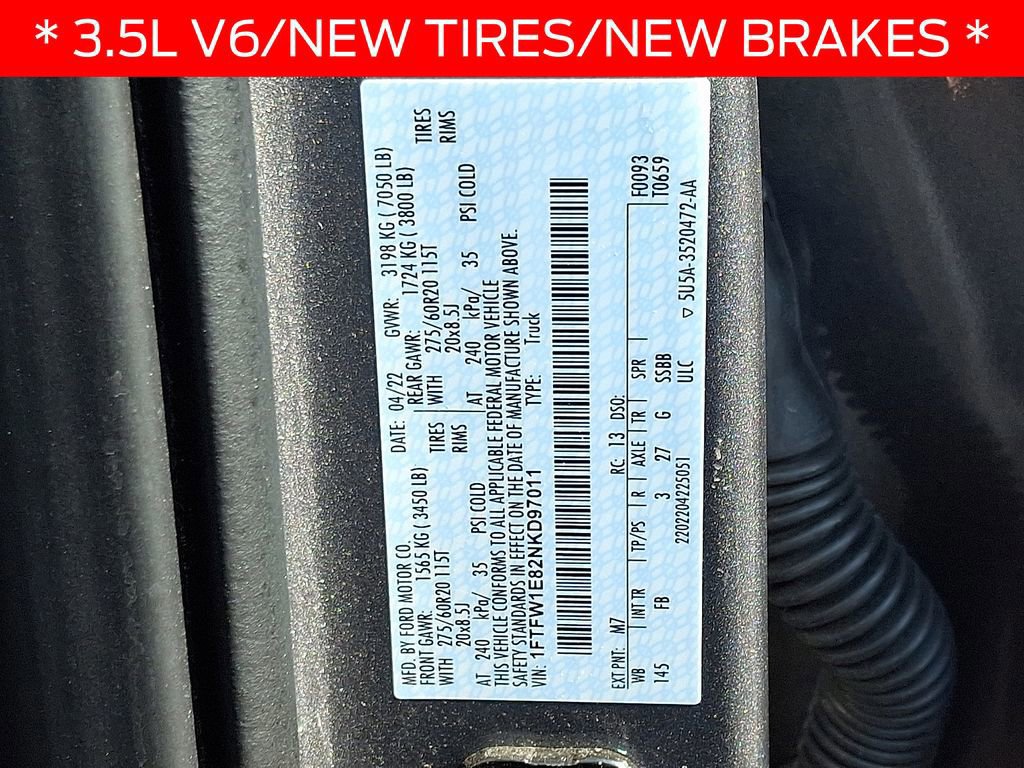 * 3.5L V6/NEW TIRES/NEW BRAKES *
MFD. BY FORD MOTOR CO. DATE: 04/22 GVWR: 3198 KG ( 7050 LB)
FRONT GAWR: 1565 KG ( 3450 LB) REAR GAWR: 1724 KG ( 3800 LB)
WITH 275/60R20 115T TIRES WITH 275/60R20 115T TIRES
20x8.5J RIMS 20x8.5J RIMS
AT 240 kPa/ 35 PSI COLD AT 240 kPa/ 35 PSI COLD
THIS VEHICLE CONFORMS TO ALL APPLICABLE FEDERAL MOTOR VEHICLE
SAFETY STANDARDS IN EFFECT ON THE DATE OF MANUFACTURE SHOWN ABOVE.
VIN: 1FTFW1E82NKD97011 TYPE: Truck
EXT PNT: M7 RC: 13 DSO: F0093
WB INT TR TP/PS R AXLE TR SPR T0659
145 FB 3 27 G SSBB
2202204225051 ULC ▽ 5U5A-3520472-AA